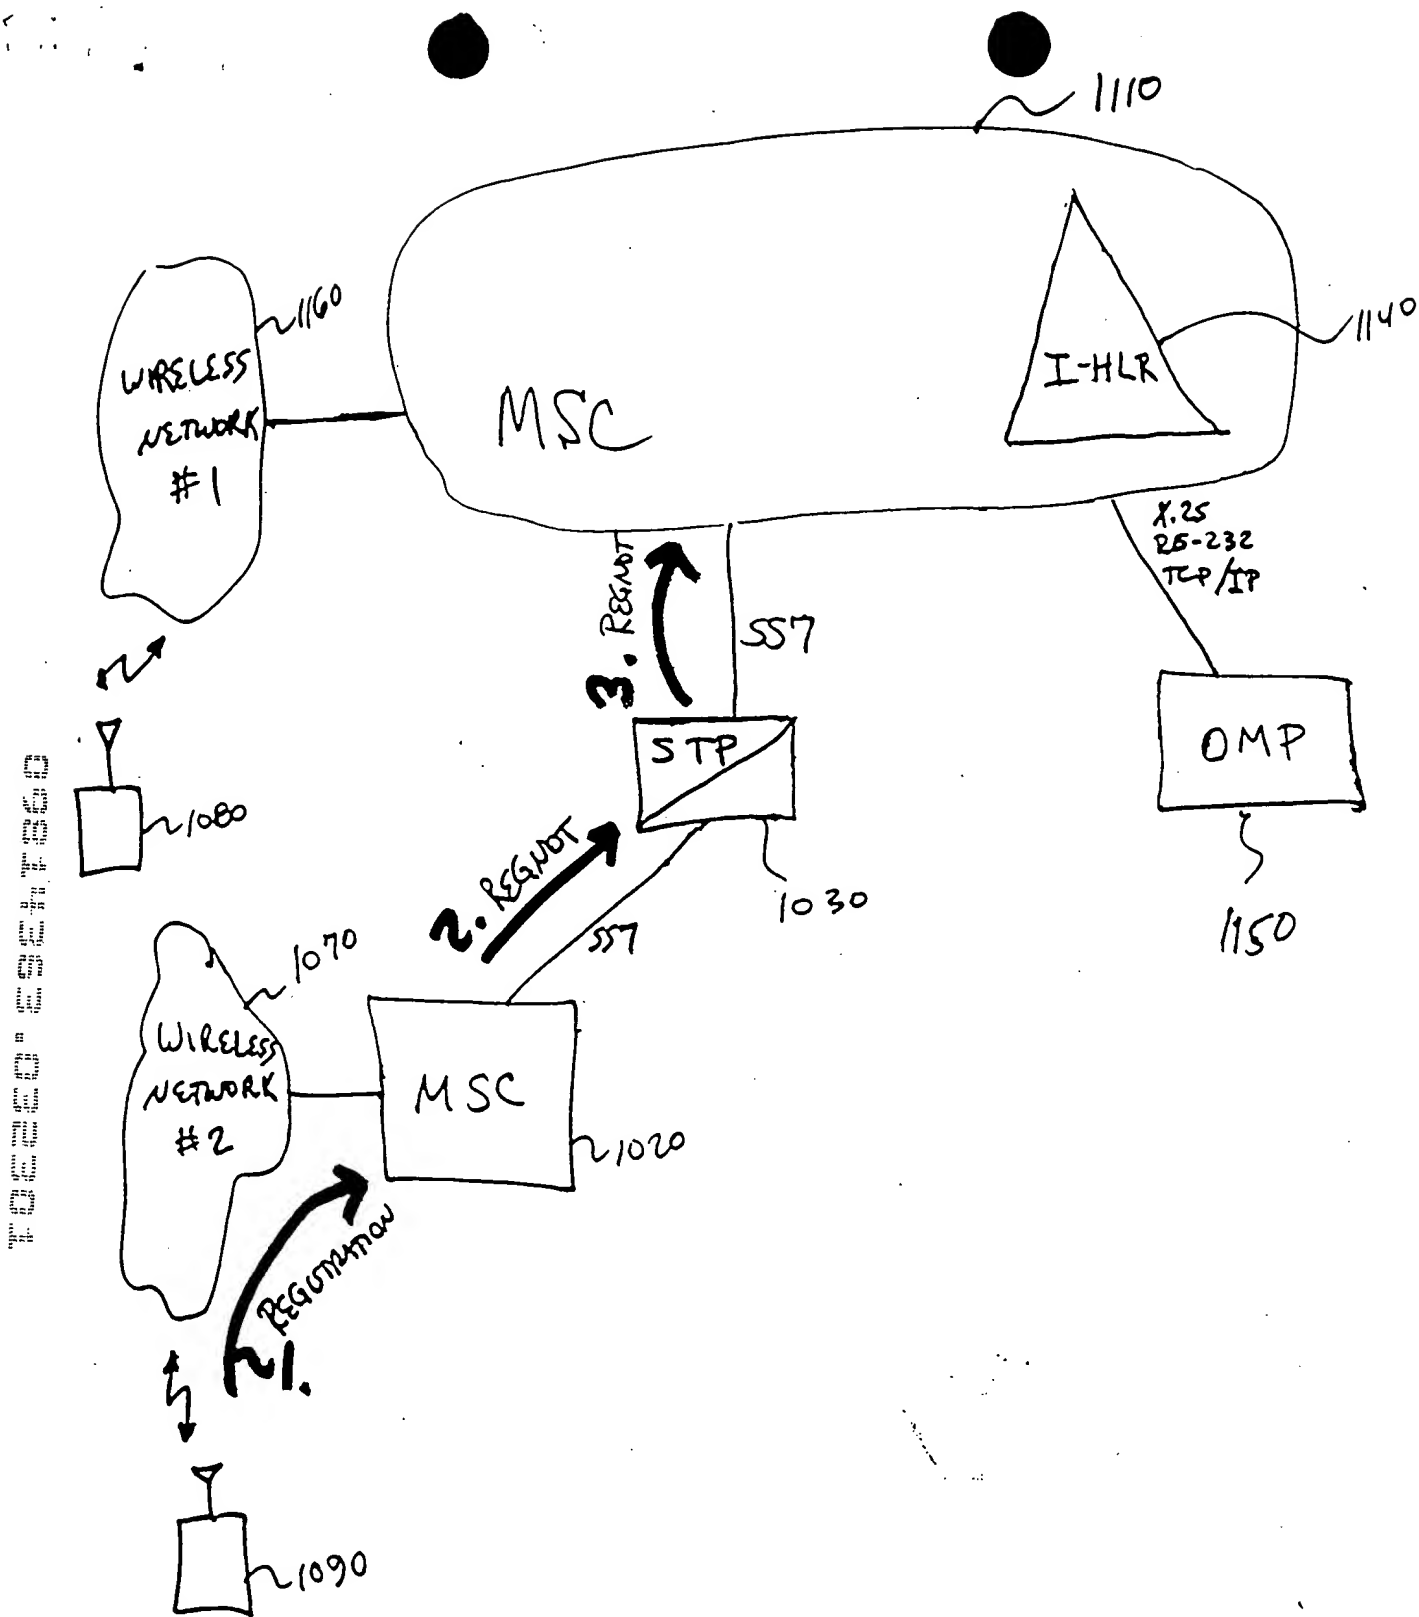 1110
1160
WIRELESS
NETWORK
#1
MSC
I-HLR
1140
X.25
RS-232
TCP/IP
3. REGNOT
SS7
STP
OMP
1080
2. REGNOT
SS7
1030
1150
1070
WIRELESS
NETWORK
#2
MSC
1020
REGISTRATION
1.
1090